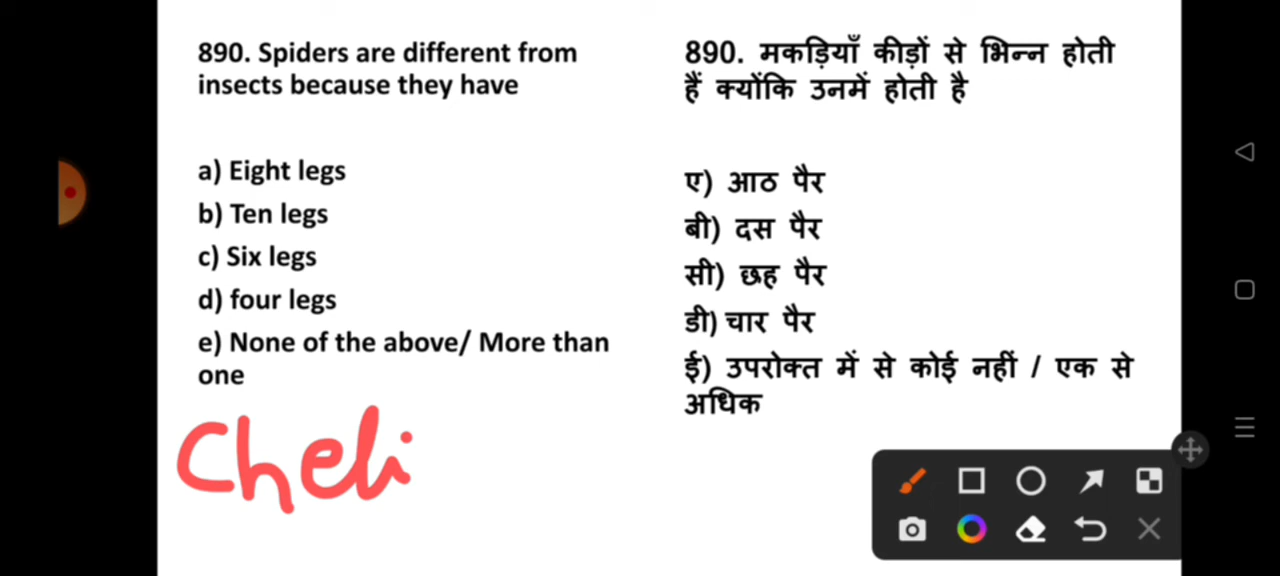 890. Spiders are different from
insects because they have
a) Eight legs
b) Ten legs
c) Six legs
d) four legs
e) None of the above/ More than
one
Cheli
890. मकड़ियाँ कीड़ों से भिन्न होती
हैं क्योंकि उनमें होती है
ए) आठ पैर
बी) दस पैर
सी) छह पैर
डी) चार पैर
ई) उपरोक्त में से कोई नहीं / एक से
अधिक